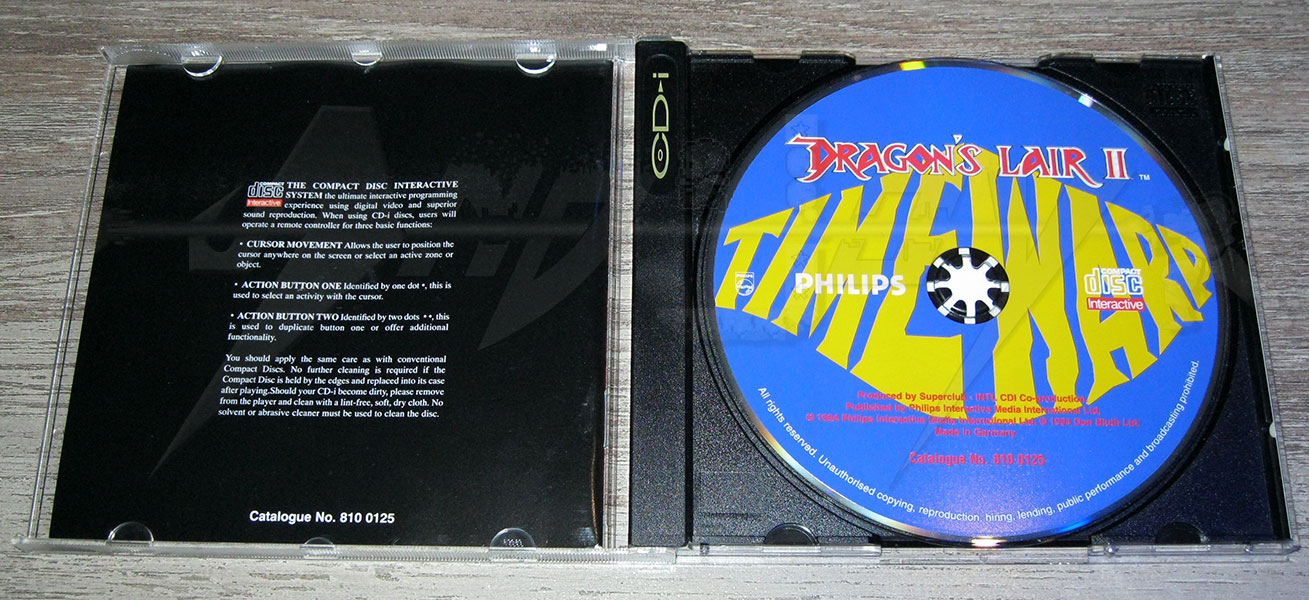 COMPACT
disc
Interactive
THE COMPACT DISC INTERACTIVE
SYSTEM the ultimate interactive programming
experience using digital video and superior
sound reproduction. When using CD-i discs, users will
operate a remote controller for three basic functions:
• CURSOR MOVEMENT Allows the user to position the
cursor anywhere on the screen or select an active zone or
object.
• ACTION BUTTON ONE Identified by one dot •, this is
used to select an activity with the cursor.
• ACTION BUTTON TWO Identified by two dots • •, this
is used to duplicate button one or offer additional
functionality.
You should apply the same care as with conventional
Compact Discs. No further cleaning is required if the
Compact Disc is held by the edges and replaced into its case
after playing.Should your CD-i become dirty, please remove
from the player and clean with a lint-free, soft, dry cloth. No
solvent or abrasive cleaner must be used to clean the disc.
Catalogue No. 810 0125
CD-i
DRAGON'S LAIR II ™
TIME WARP
PHILIPS
PHILIPS
COMPACT
disc
Interactive
Produced by Superclub - INTL CDI Co-production
Published by Philips Interactive Media International Ltd.
© 1994 Philips Interactive Media International Ltd. © 1994 Don Bluth Ltd.
Made in Germany
Catalogue No. 810 0125
All rights reserved. Unauthorised copying, reproduction, hiring, lending, public performance and broadcasting prohibited.